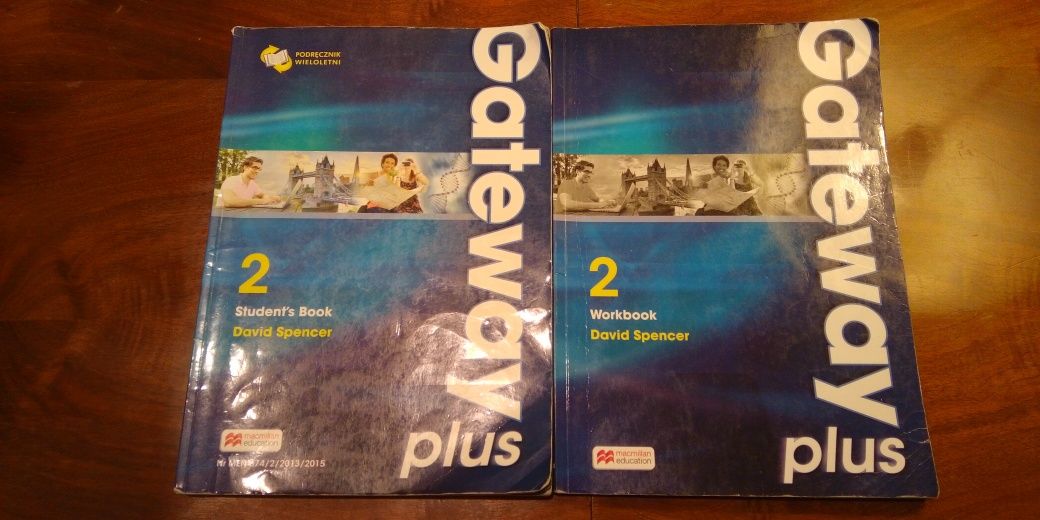 PODRĘCZNIK
WIELOLETNI
Gateway
plus
2
Student's Book
David Spencer
macmillan
education
Gateway
plus
2
Workbook
David Spencer
macmillan
education